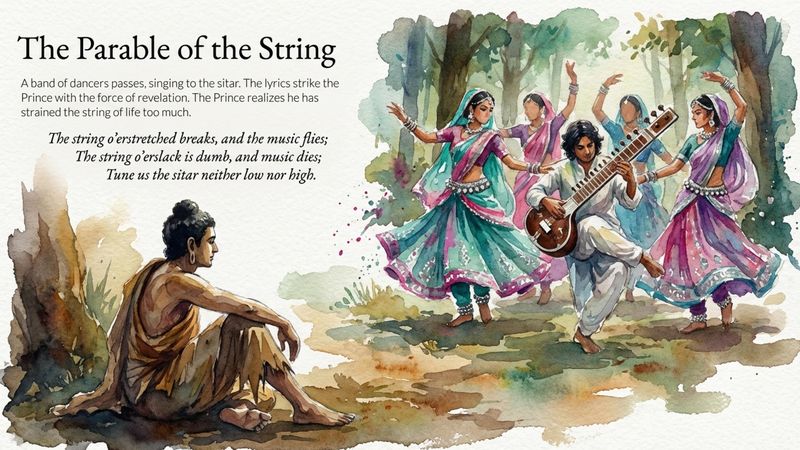 The Parable of the String
A band of dancers passes, singing to the sitar. The lyrics strike the
Prince with the force of revelation. The Prince realizes he has
strained the string of life too much.
The string o’erstretched breaks, and the music flies;
The string o’erslack is dumb, and music dies;
Tune us the sitar neither low nor high.